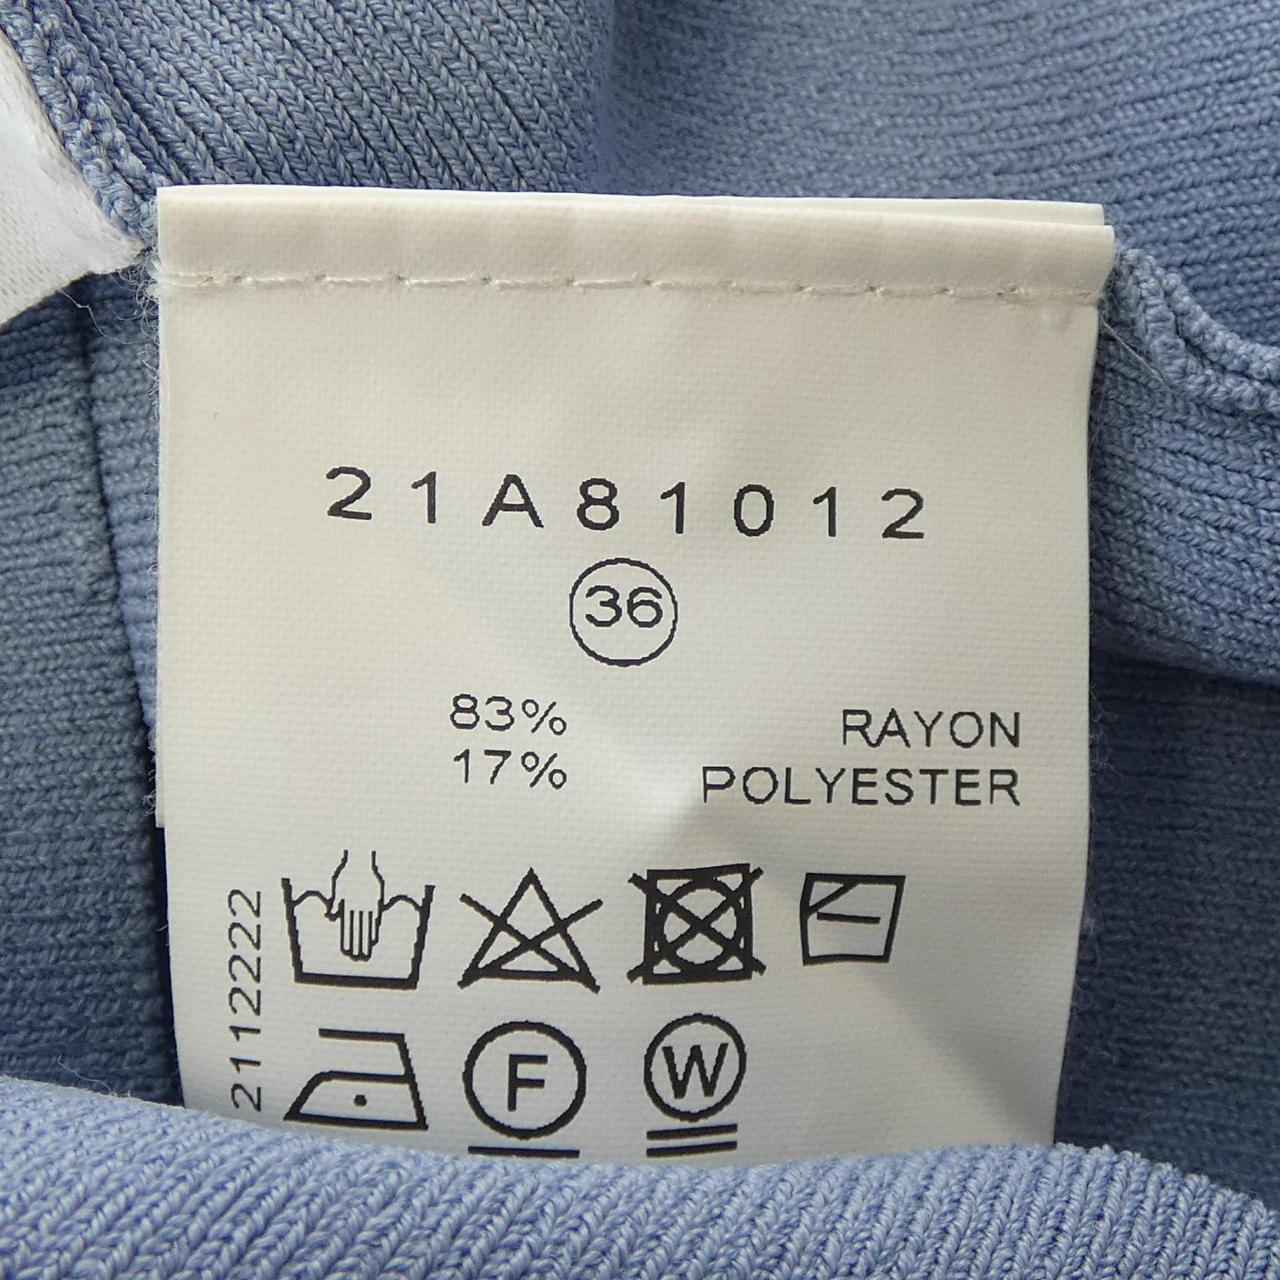 21A81012
36
83% RAYON
17% POLYESTER
2112222
F
W